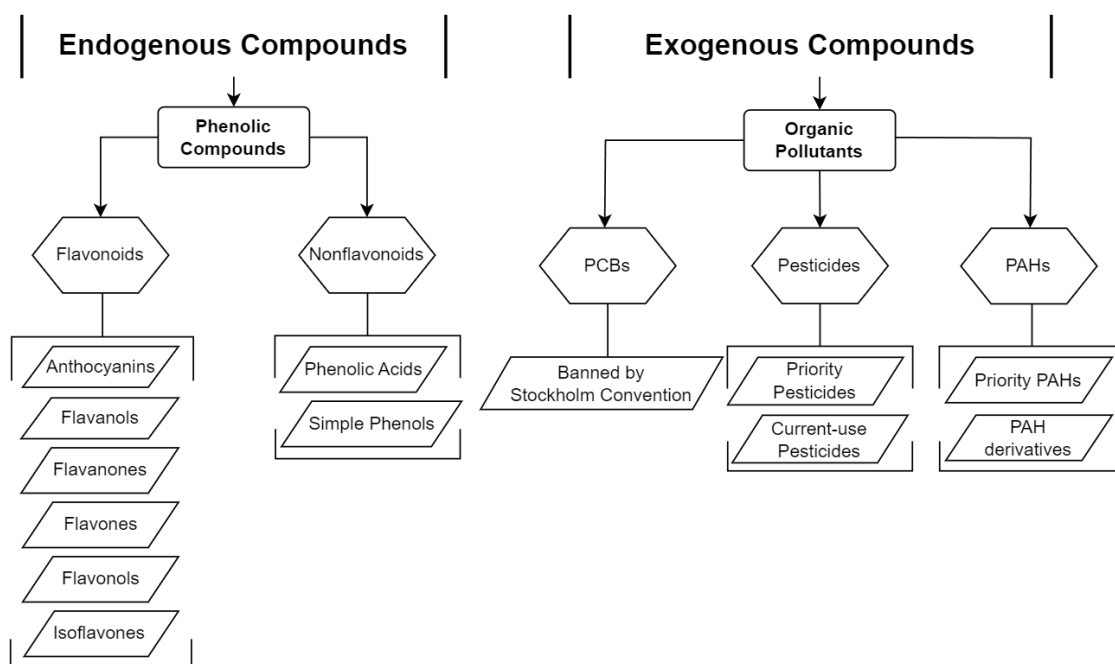 Endogenous Compounds
Phenolic
Compounds
Flavonoids
Nonflavonoids
Anthocyanins
Flavanols
Flavanones
Flavones
Flavonols
Isoflavones
Phenolic Acids
Simple Phenols
Exogenous Compounds
Organic
Pollutants
PCBs
Pesticides
PAHs
Banned by
Stockholm Convention
Priority
Pesticides
Current-use
Pesticides
Priority PAHs
PAH
derivatives